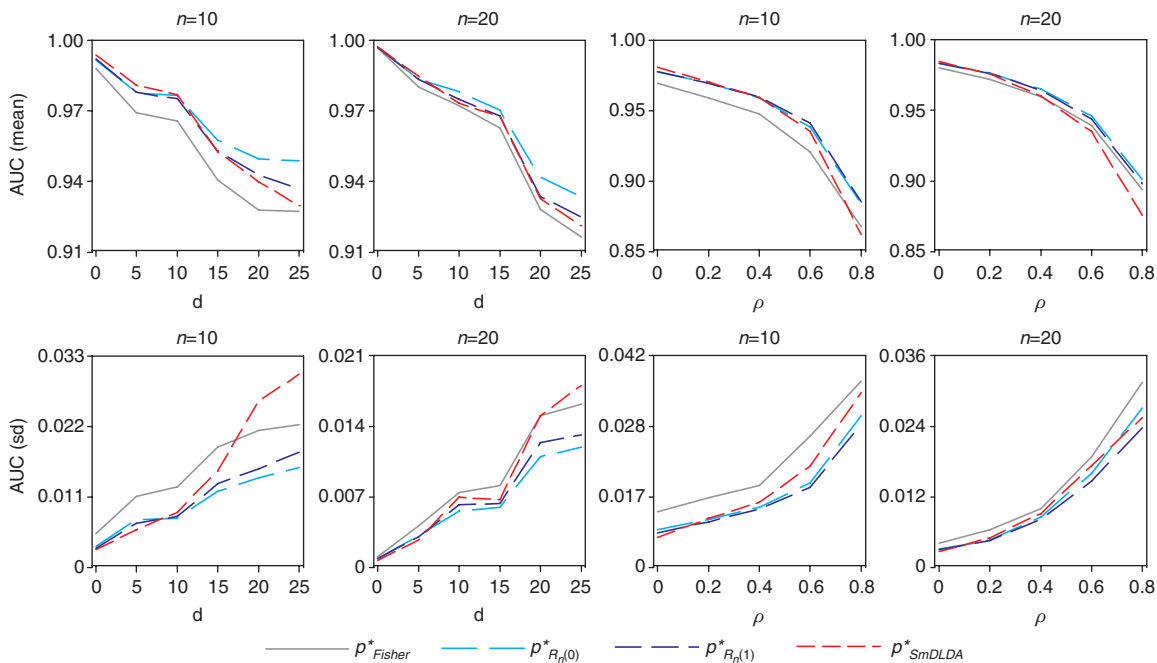 n=10 n=20 n=10 n=20
AUC (mean)
1.00 0.97 0.94 0.91
0 5 10 15 20 25
d
1.00 0.97 0.94 0.91
0 5 10 15 20 25
d
1.00 0.95 0.90 0.85
0 0.2 0.4 0.6 0.8
ρ
1.00 0.95 0.90 0.85
0 0.2 0.4 0.6 0.8
ρ
n=10 n=20 n=10 n=20
AUC (sd)
0.033 0.022 0.011 0
0 5 10 15 20 25
d
0.021 0.014 0.007 0
0 5 10 15 20 25
d
0.042 0.028 0.017 0
0 0.2 0.4 0.6 0.8
ρ
0.036 0.024 0.012 0
0 0.2 0.4 0.6 0.8
ρ
p*Fisher p*Rn(0) p*Rn(1) p*SmDLDA